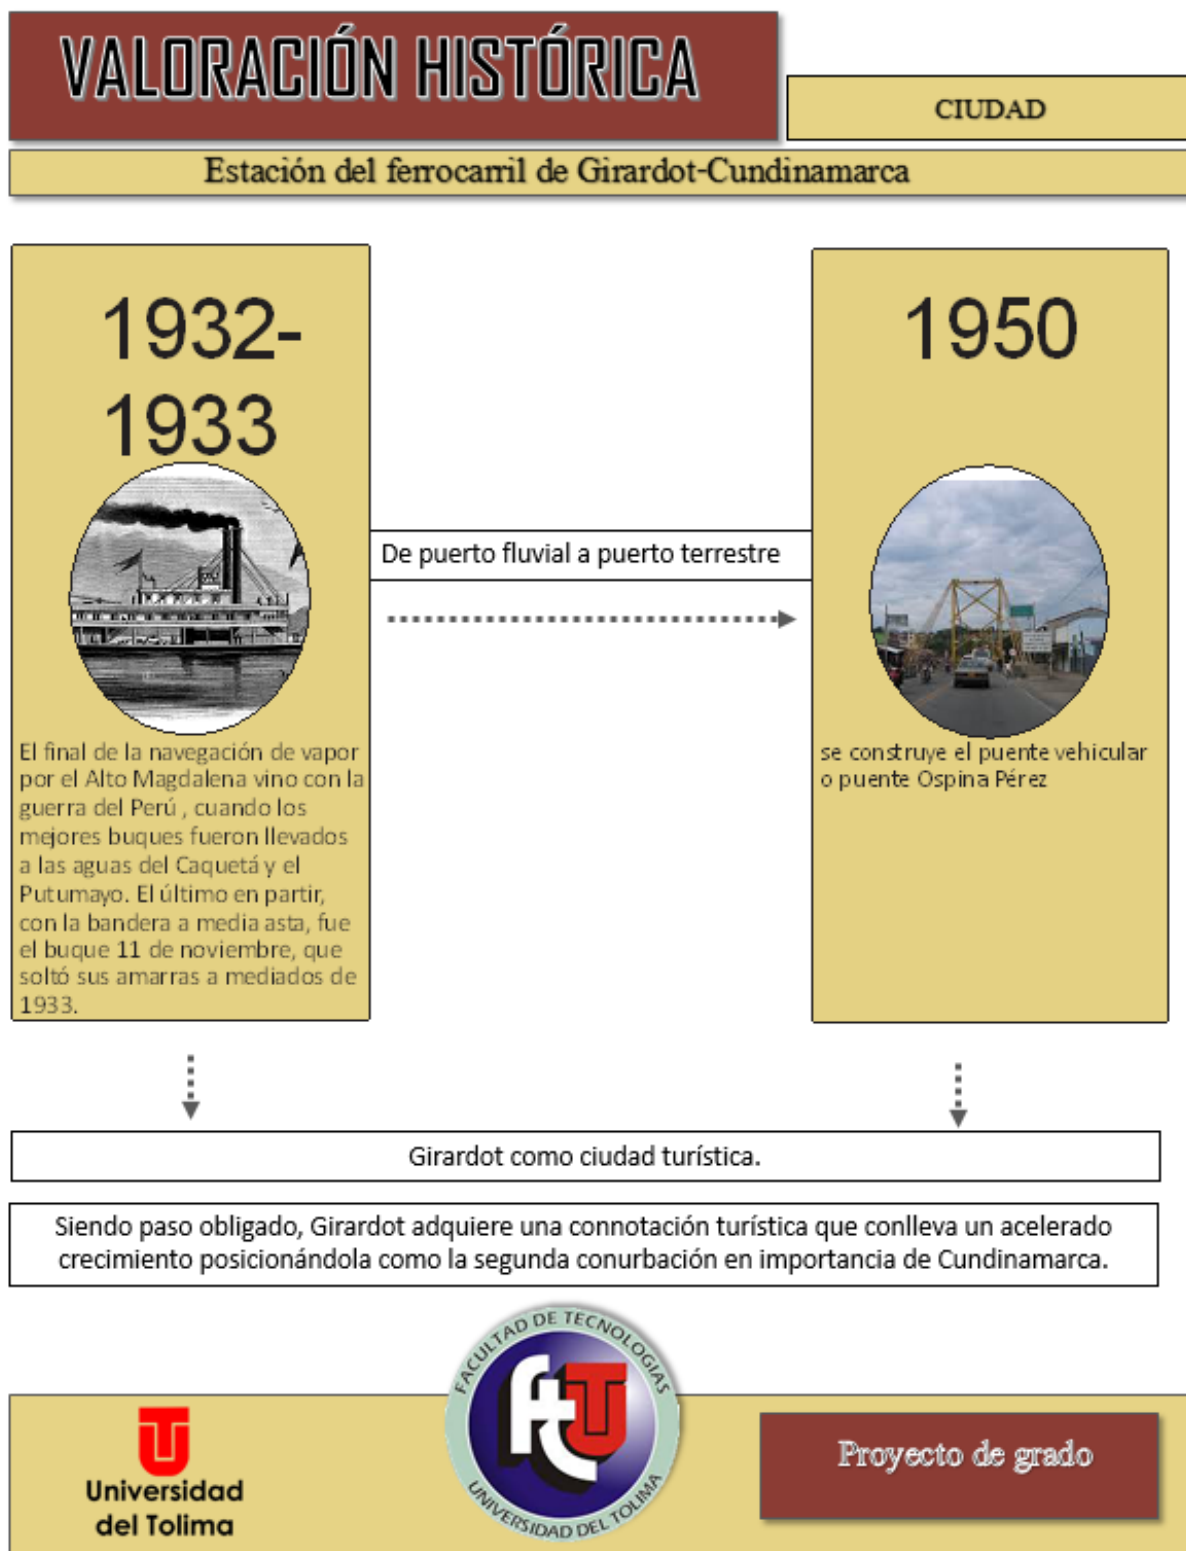 VALORACIÓN HISTÓRICA
CIUDAD
Estación del ferrocarril de Girardot-Cundinamarca
1932-
1933
El final de la navegación de vapor
por el Alto Magdalena vino con la
guerra del Perú , cuando los
mejores buques fueron llevados
a las aguas del Caquetá y el
Putumayo. El último en partir,
con la bandera a media asta, fue
el buque 11 de noviembre, que
soltó sus amarras a mediados de
1933.
De puerto fluvial a puerto terrestre
1950
se construye el puente vehicular
o puente Ospina Pérez
Girardot como ciudad turística.
Siendo paso obligado, Girardot adquiere una connotación turística que conlleva un acelerado
crecimiento posicionándola como la segunda conurbación en importancia de Cundinamarca.
Universidad
del Tolima
FACULTAD DE TECNOLOGIAS
UNIVERSIDAD DEL TOLIMA
Proyecto de grado